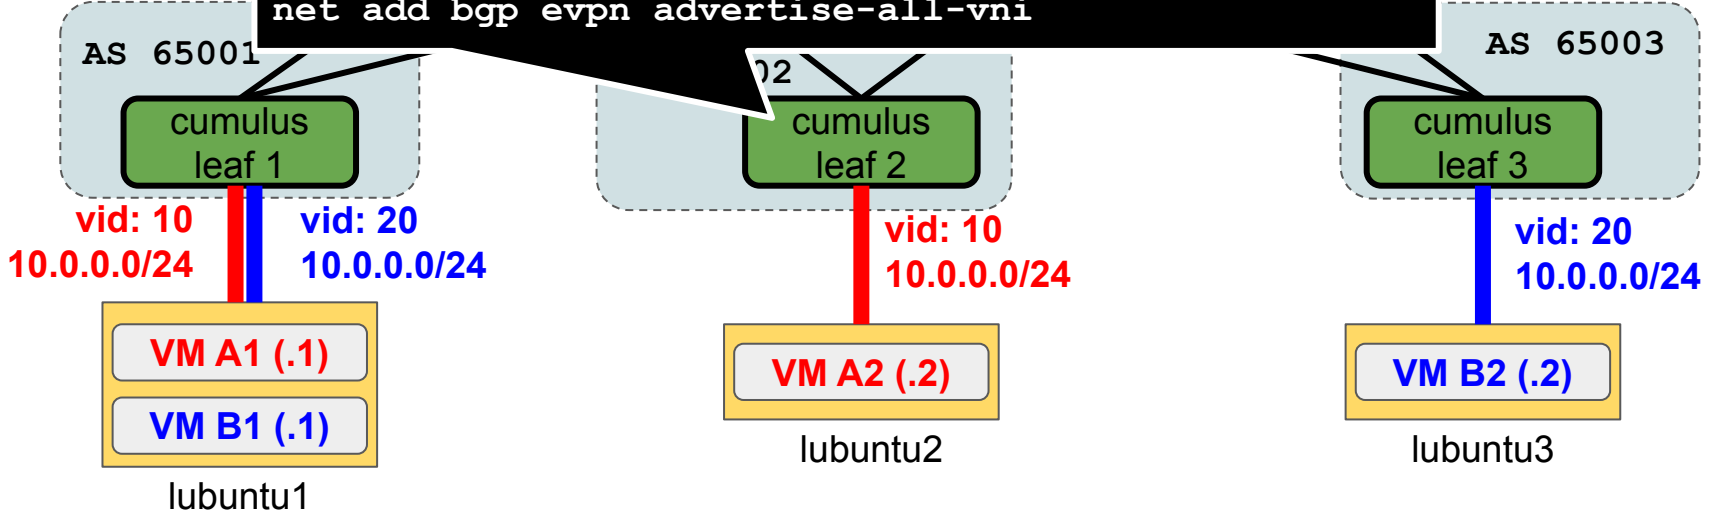 net add bgp evpn advertise-all-vni
AS 65001
02
AS 65003
cumulus
leaf 1
cumulus
leaf 2
cumulus
leaf 3
vid: 10
10.0.0.0/24
vid: 20
10.0.0.0/24
vid: 10
10.0.0.0/24
vid: 20
10.0.0.0/24
VM A1 (.1)
VM B1 (.1)
lubuntu1
VM A2 (.2)
lubuntu2
VM B2 (.2)
lubuntu3